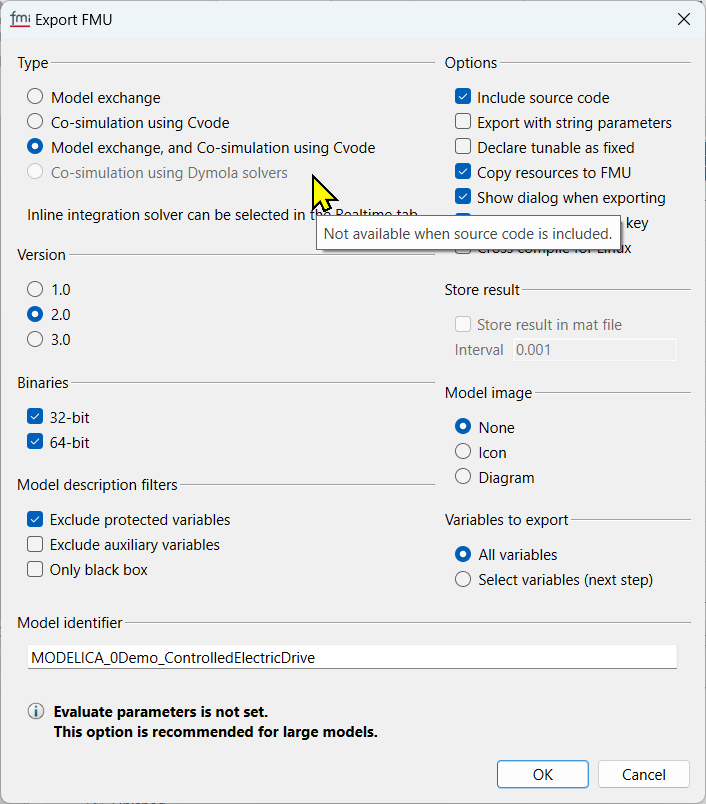 fmi Export FMU
Type
Model exchange
Co-simulation using Cvode
Model exchange, and Co-simulation using Cvode
Co-simulation using Dymola solvers
Inline integration solver can be selected in the Realtime tab
Not available when source code is included.
Version
1.0
2.0
3.0
Binaries
32-bit
64-bit
Model description filters
Exclude protected variables
Exclude auxiliary variables
Only black box
Options
Include source code
Export with string parameters
Declare tunable as fixed
Copy resources to FMU
Show dialog when exporting
key
Cross compile for Linux
Store result
Store result in mat file
Interval 0.001
Model image
None
Icon
Diagram
Variables to export
All variables
Select variables (next step)
Model identifier
MODELICA_0Demo_ControlledElectricDrive
Evaluate parameters is not set.
This option is recommended for large models.
OK Cancel